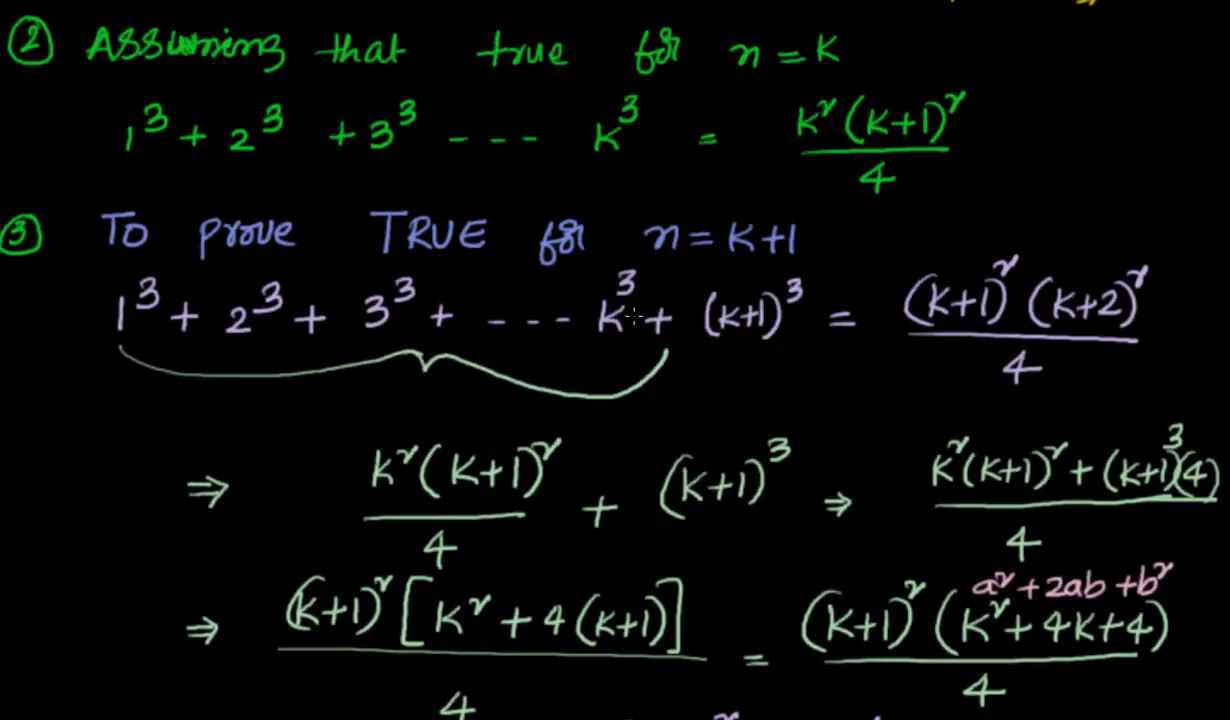 ② Assuming that true for n = k
1³ + 2³ + 3³ ---- k³ = k²(k+1)² / 4
③ To prove TRUE for n = k+1
1³ + 2³ + 3³ + ---- k³ + (k+1)³ = (k+1)² (k+2)² / 4
⇒ k²(k+1)² / 4 + (k+1)³ ⇒ k²(k+1)² + (k+1)³(4) / 4
a² + 2ab + b²
⇒ (k+1)² [k² + 4(k+1)] / 4 = (k+1)² (k² + 4k + 4) / 4